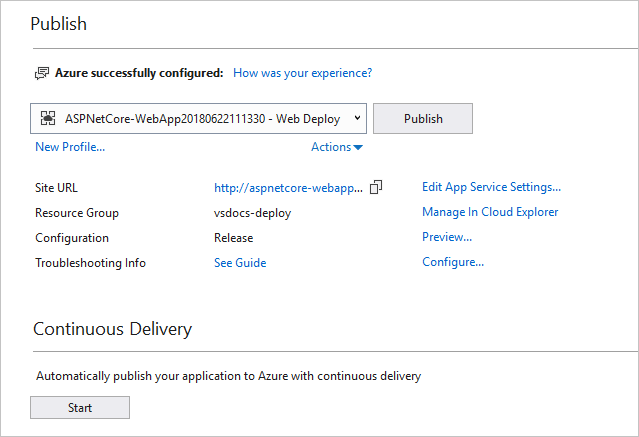 Publish
Azure successfully configured: How was your experience?
ASPNetCore-WebApp20180622111330 - Web Deploy Publish
New Profile... Actions
Site URL http://aspnetcore-webapp... Edit App Service Settings...
Resource Group vsdocs-deploy Manage In Cloud Explorer
Configuration Release Preview...
Troubleshooting Info See Guide Configure...
Continuous Delivery
Automatically publish your application to Azure with continuous delivery
Start